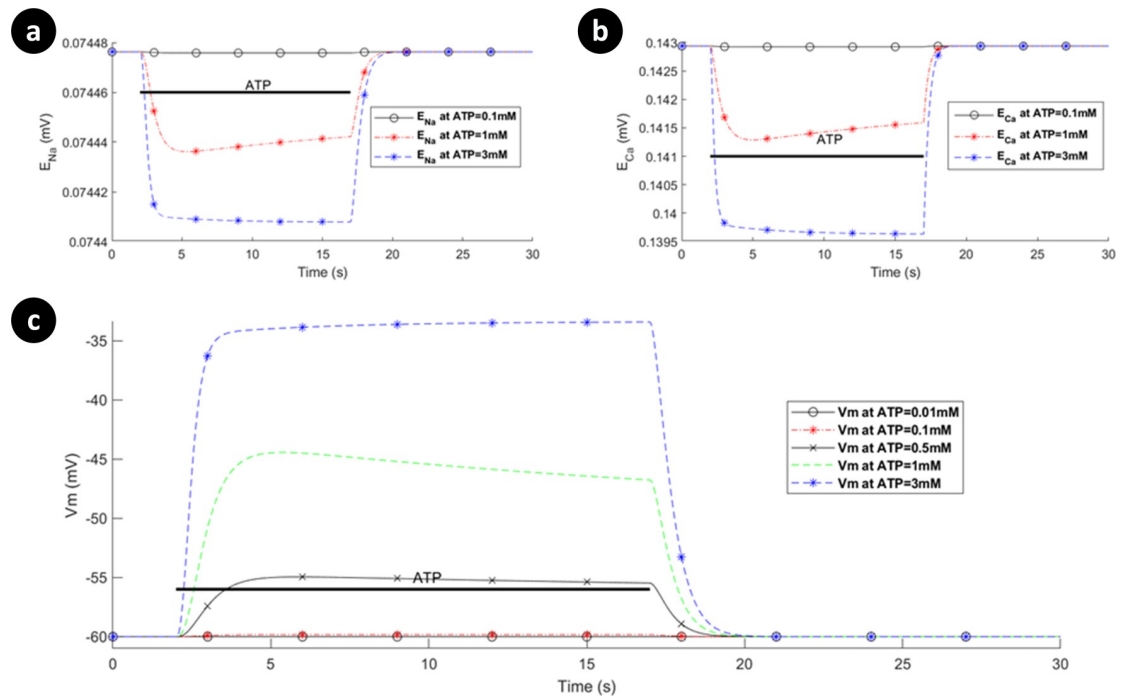 a
0.07448
0.07446
0.07444
0.07442
0.0744
E_Na (mV)
ATP
E_Na at ATP=0.1mM
E_Na at ATP=1mM
E_Na at ATP=3mM
0 5 10 15 20 25 30
Time (s)
b
0.143
0.1425
0.142
0.1415
0.141
0.1405
0.14
0.1395
E_Ca (mV)
ATP
E_Ca at ATP=0.1mM
E_Ca at ATP=1mM
E_Ca at ATP=3mM
0 5 10 15 20 25 30
Time (s)
c
-35
-40
-45
-50
-55
-60
Vm (mV)
ATP
Vm at ATP=0.01mM
Vm at ATP=0.1mM
Vm at ATP=0.5mM
Vm at ATP=1mM
Vm at ATP=3mM
0 5 10 15 20 25 30
Time (s)